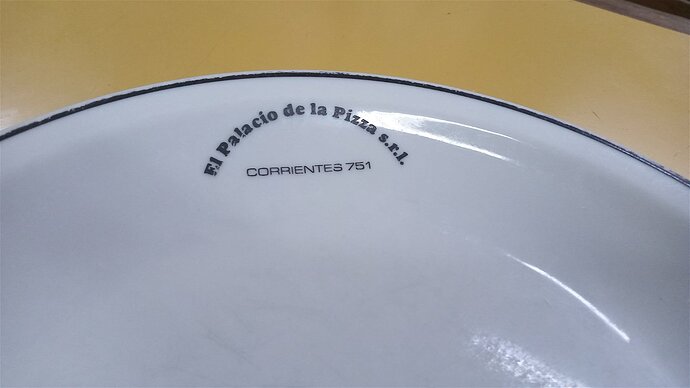 El Palacio de la Pizza s.r.l.
CORRIENTES 751